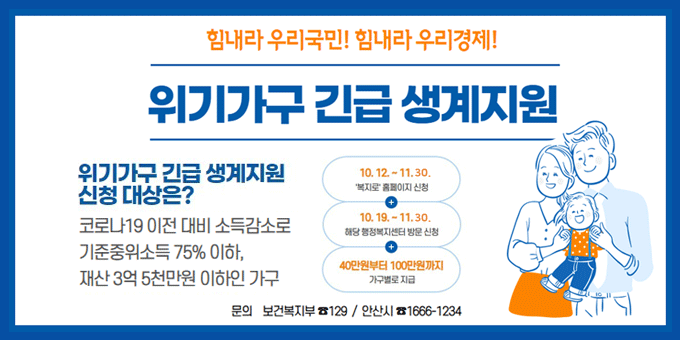 힘내라 우리국민! 힘내라 우리경제!
위기가구 긴급 생계지원
위기가구 긴급 생계지원
신청 대상은?
코로나19 이전 대비 소득감소로
기준중위소득 75% 이하,
재산 3억 5천만원 이하인 가구
10. 12. ~ 11. 30.
'복지로' 홈페이지 신청
+
10. 19. ~ 11. 30.
해당 행정복지센터 방문 신청
+
40만원부터 100만원까지
가구별로 지급
문의 보건복지부 ☎129 / 안산시 ☎1666-1234